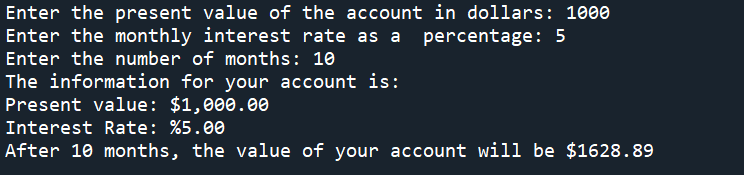 Enter the present value of the account in dollars: 1000
Enter the monthly interest rate as a  percentage: 5
Enter the number of months: 10
The information for your account is:
Present value: $1,000.00
Interest Rate: %5.00
After 10 months, the value of your account will be $1628.89